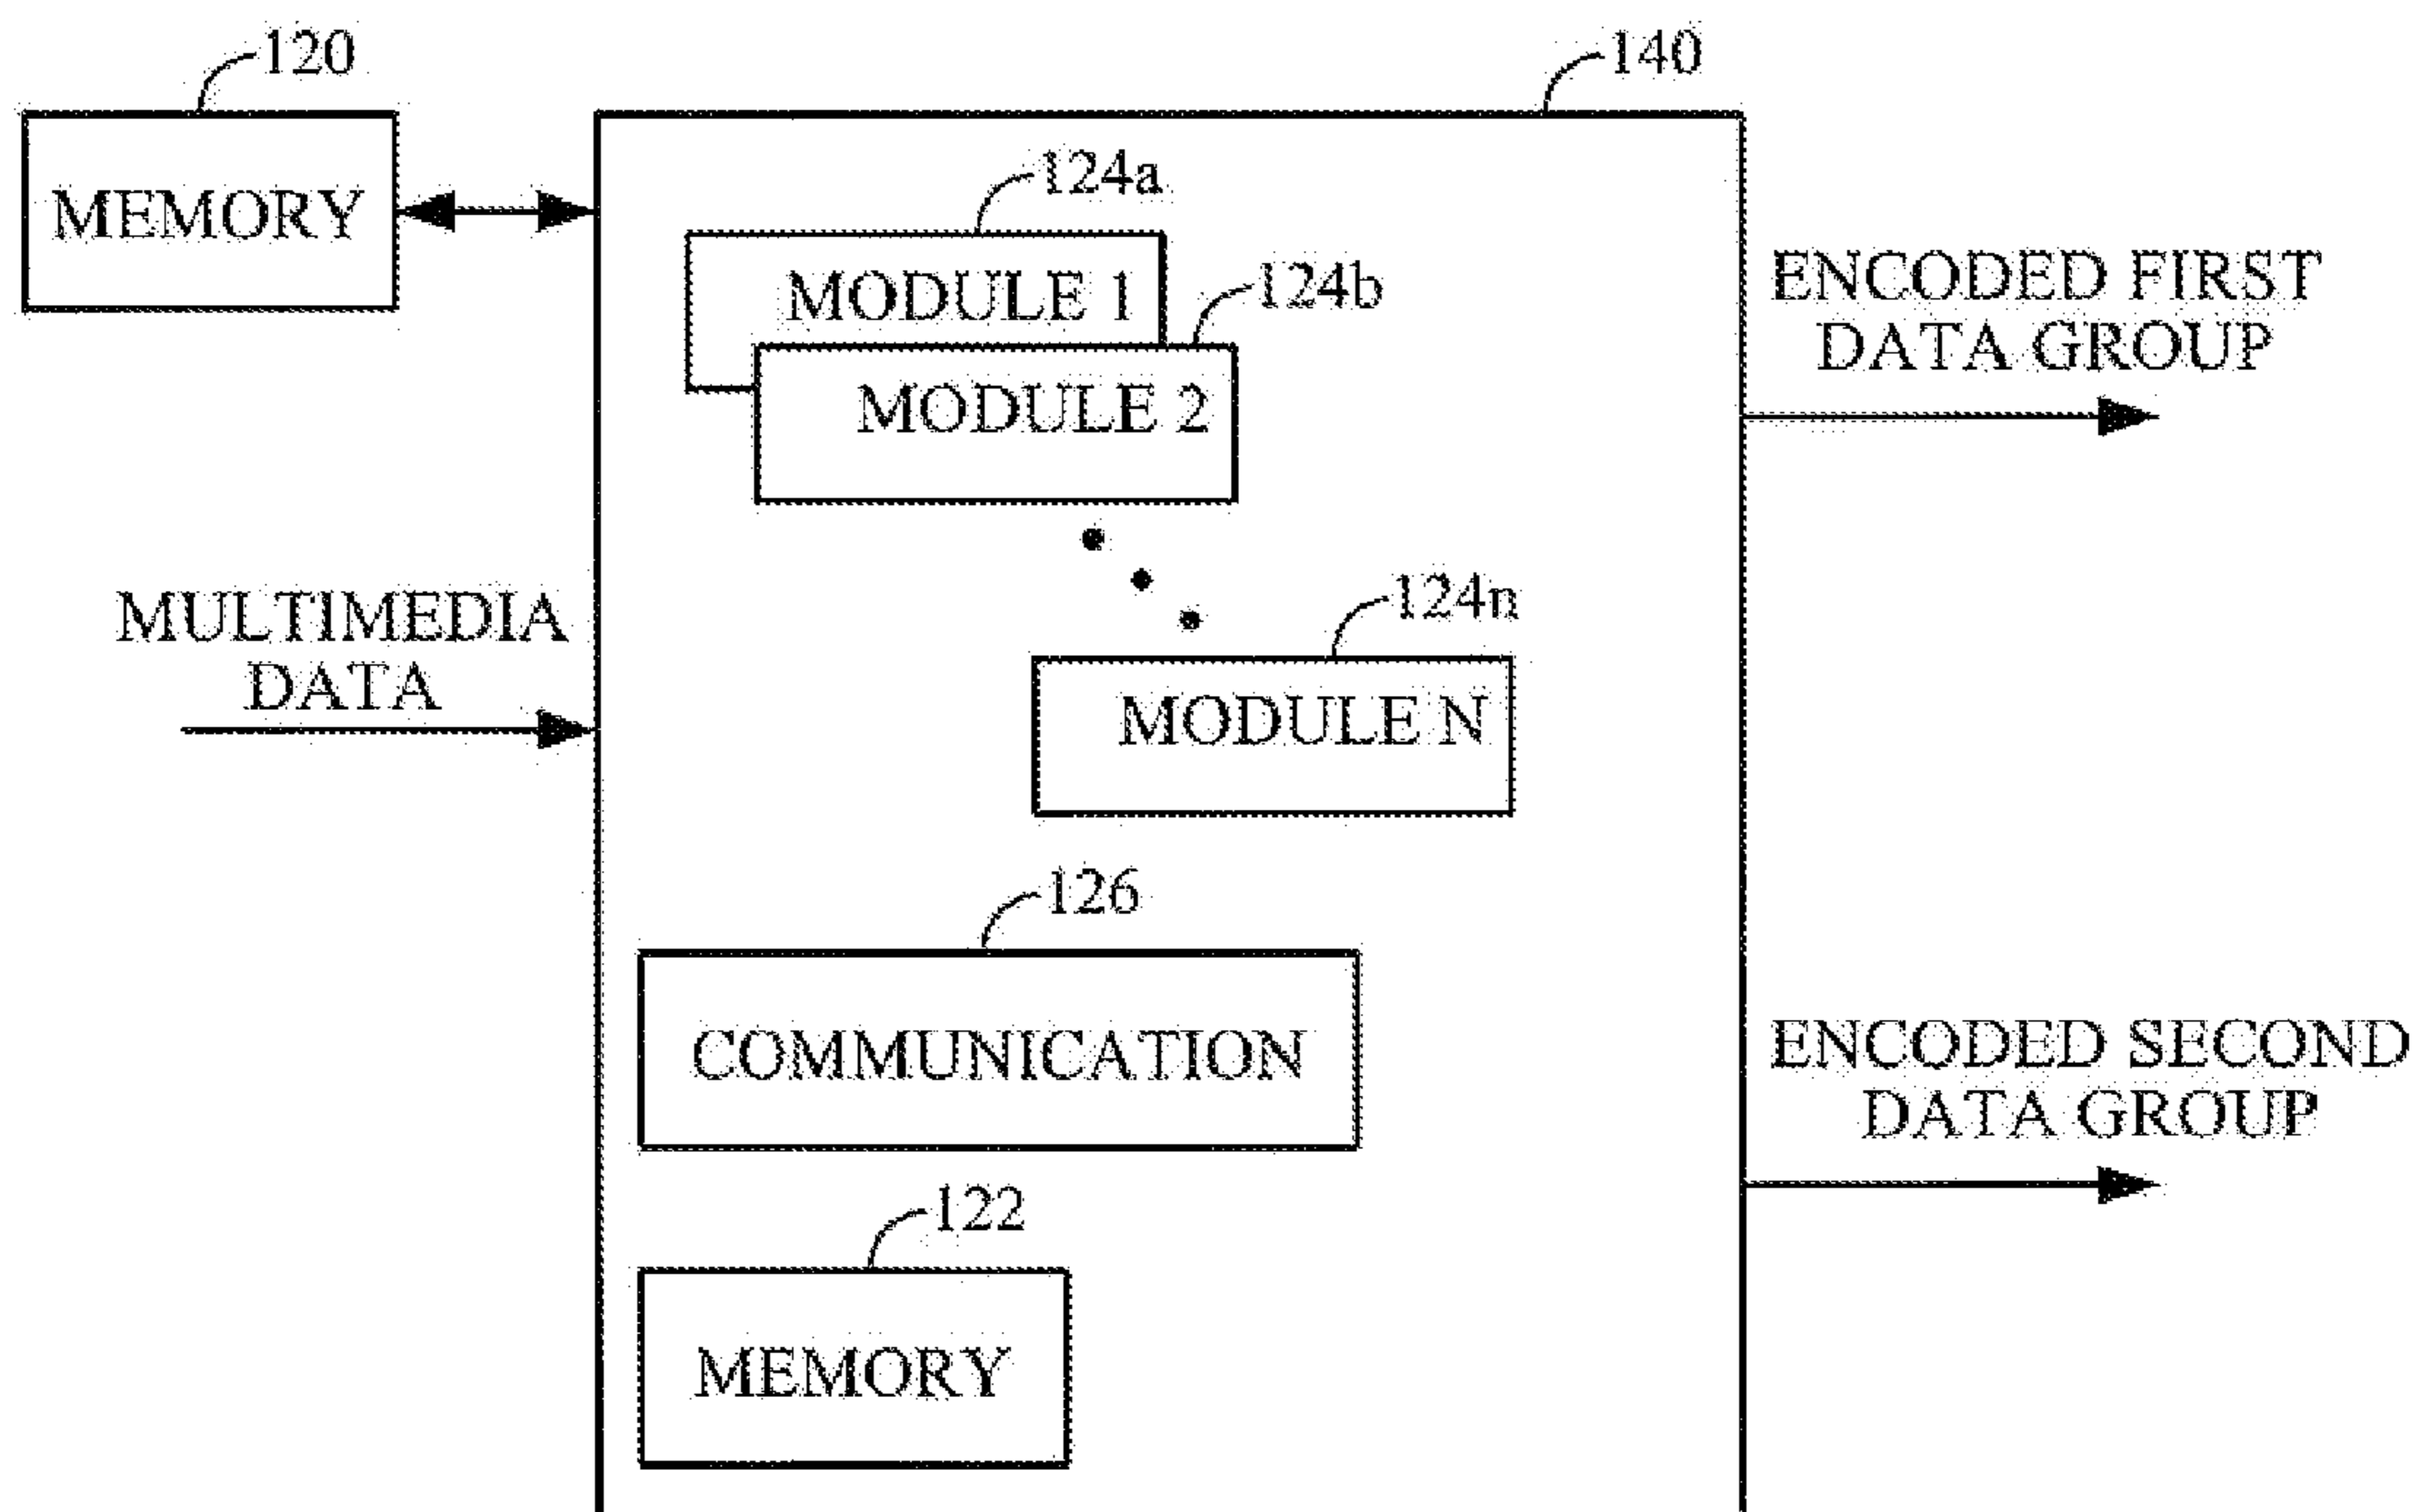 120
140
MEMORY
124a
MODULE 1
124b
MODULE 2
ENCODED FIRST
DATA GROUP
MULTIMEDIA
DATA
124n
MODULE N
126
COMMUNICATION
ENCODED SECOND
DATA GROUP
122
MEMORY